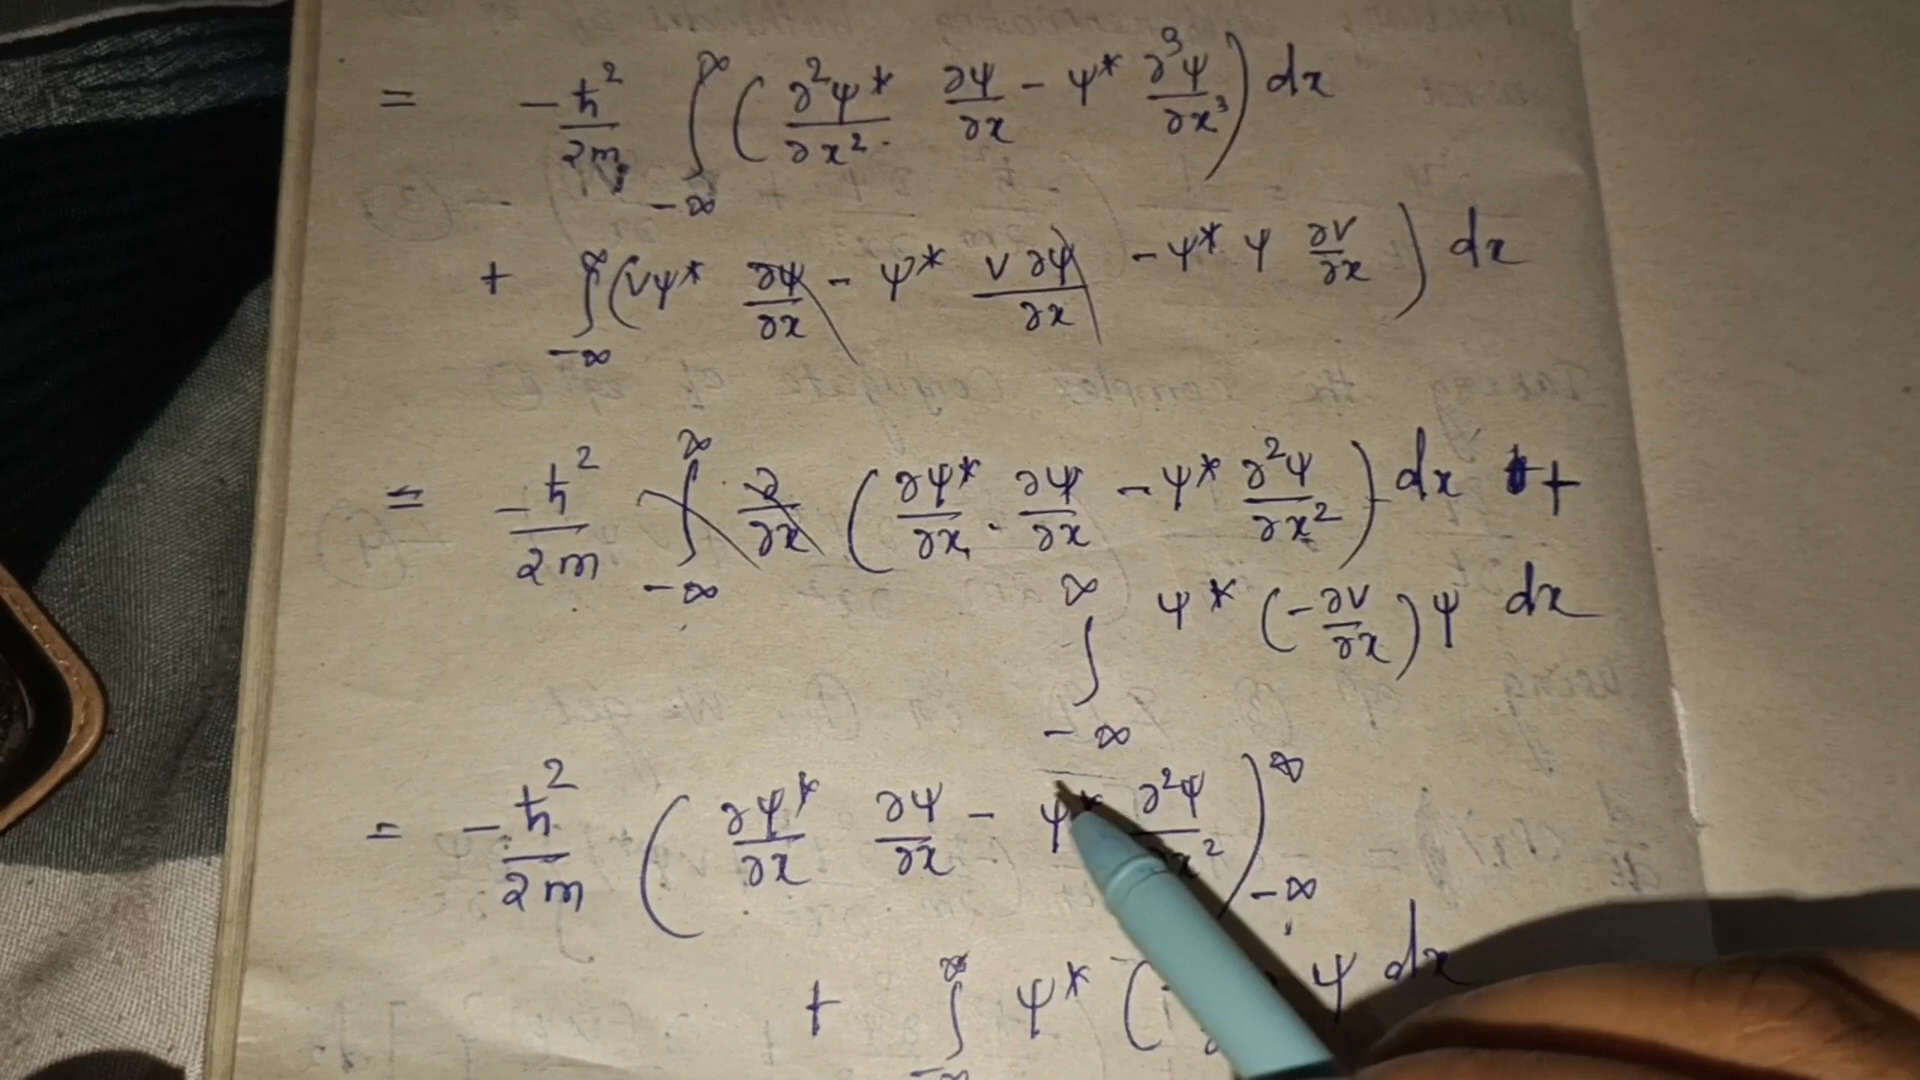 = -ħ²/2m ∫_{-∞}^{∞} ( ∂²ψ*/∂x² · ∂ψ/∂x - ψ* ∂³ψ/∂x³ ) dx
+ ∫_{-∞}^{∞} ( Vψ* ∂ψ/∂x - ψ* V∂ψ/∂x - ψ* ψ ∂V/∂x ) dx
= -ħ²/2m ∫_{-∞}^{∞} ∂/∂x ( ∂ψ*/∂x · ∂ψ/∂x - ψ* ∂²ψ/∂x² ) dx +
∫_{-∞}^{∞} ψ* ( -∂V/∂x ) ψ dx
= -ħ²/2m ( ∂ψ*/∂x ∂ψ/∂x - ψ* ∂²ψ/∂x² )_{-∞}^{∞}
+ ∫_{-∞}^{∞} ψ* ( ψ dx